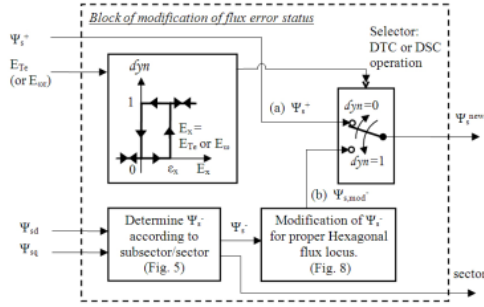 Block of modification of flux error status
Ψs⁺
ETe
(or Eω)
dyn
1
Ex =
ETe or Eω
0
εx
Ex
Selector:
DTC or DSC
operation
(a) Ψs⁺
dyn=0
dyn=1
Ψs new
(b) Ψs,mod⁻
Ψsd
Ψsq
Determine Ψs⁻
according to
subsector/sector
(Fig. 5)
Ψs⁻
Modification of Ψs⁻
for proper Hexagonal
flux locus.
(Fig. 8)
sector